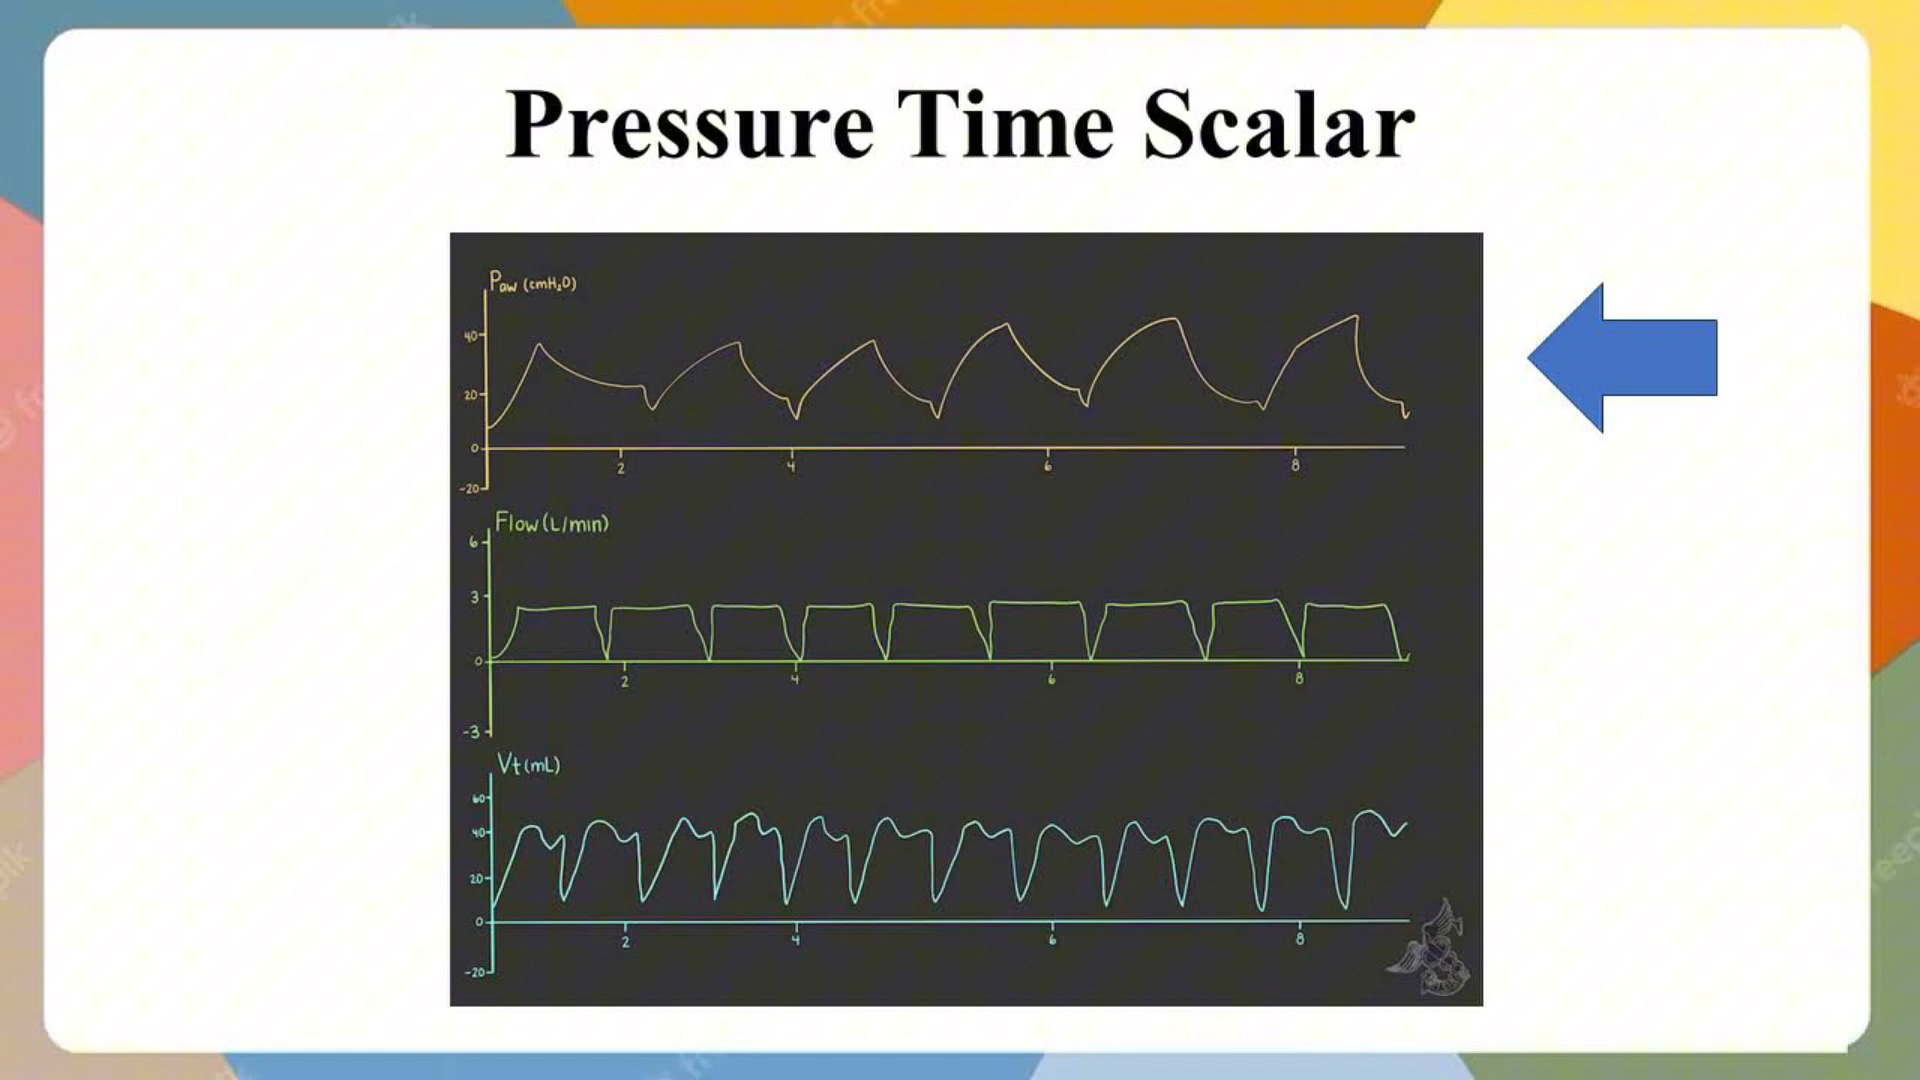 Pressure Time Scalar
Paw (cmH₂O)
40
20
0
-20
2 4 6 8
Flow (L/min)
6
3
0
-3
2 4 6 8
Vt (mL)
60
40
20
0
-20
2 4 6 8